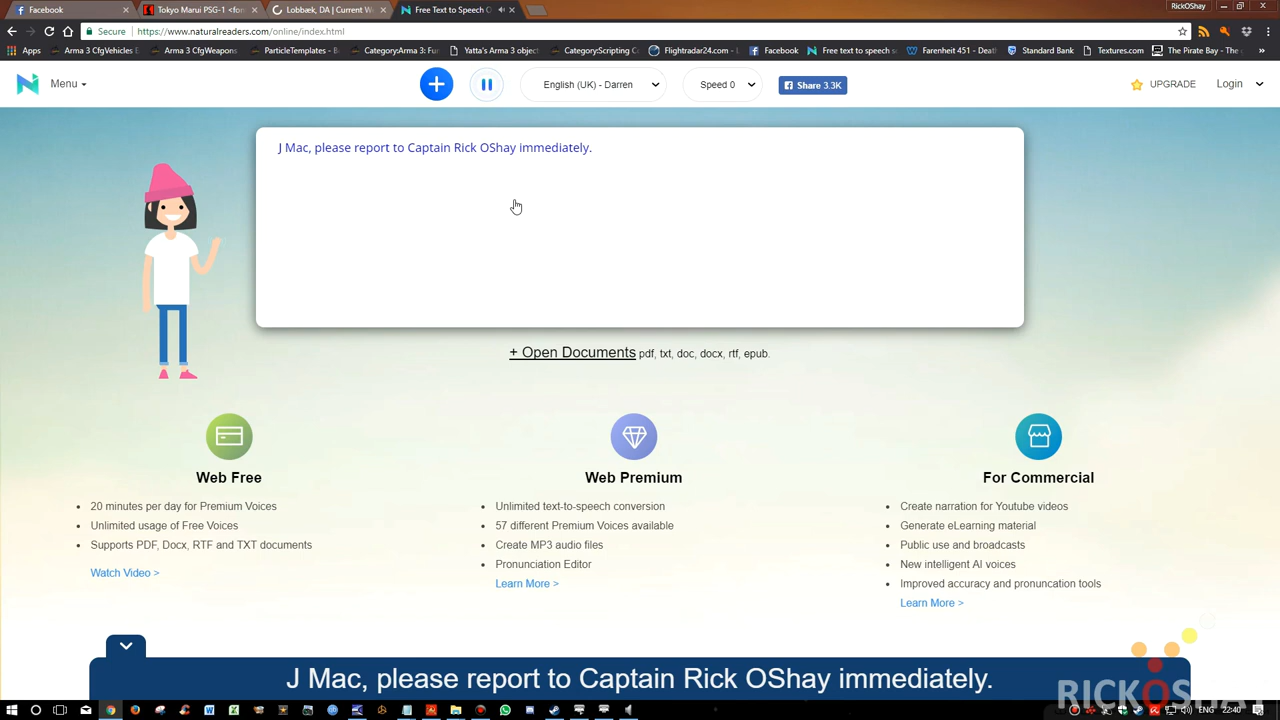 Facebook
Tokyo Marui PSG-1 <fon
Lobbaek, DA | Current W
Free Text to Speech O
RickOShay
Secure
https://www.naturalreaders.com/online/index.html
Apps
Arma 3 CfgVehicles E
Arma 3 CfgWeapons
ParticleTemplates - B
Category:Arma 3: Fun
Yatta's Arma 3 object
Category:Scripting Co
Flightradar24.com - L
Facebook
Free text to speech s
Farenheit 451 - Death
Standard Bank
Textures.com
The Pirate Bay - The
Menu
English (UK) - Darren
Speed 0
Share 3.3K
UPGRADE
Login
J Mac, please report to Captain Rick OShay immediately.
+ Open Documents pdf, txt, doc, docx, rtf, epub.
Web Free
20 minutes per day for Premium Voices
Unlimited usage of Free Voices
Supports PDF, Docx, RTF and TXT documents
Watch Video >
Web Premium
Unlimited text-to-speech conversion
57 different Premium Voices available
Create MP3 audio files
Pronunciation Editor
Learn More >
For Commercial
Create narration for Youtube videos
Generate eLearning material
Public use and broadcasts
New intelligent AI voices
Improved accuracy and pronuncation tools
Learn More >
J Mac, please report to Captain Rick OShay immediately.
RICKOS
ENG
22:40